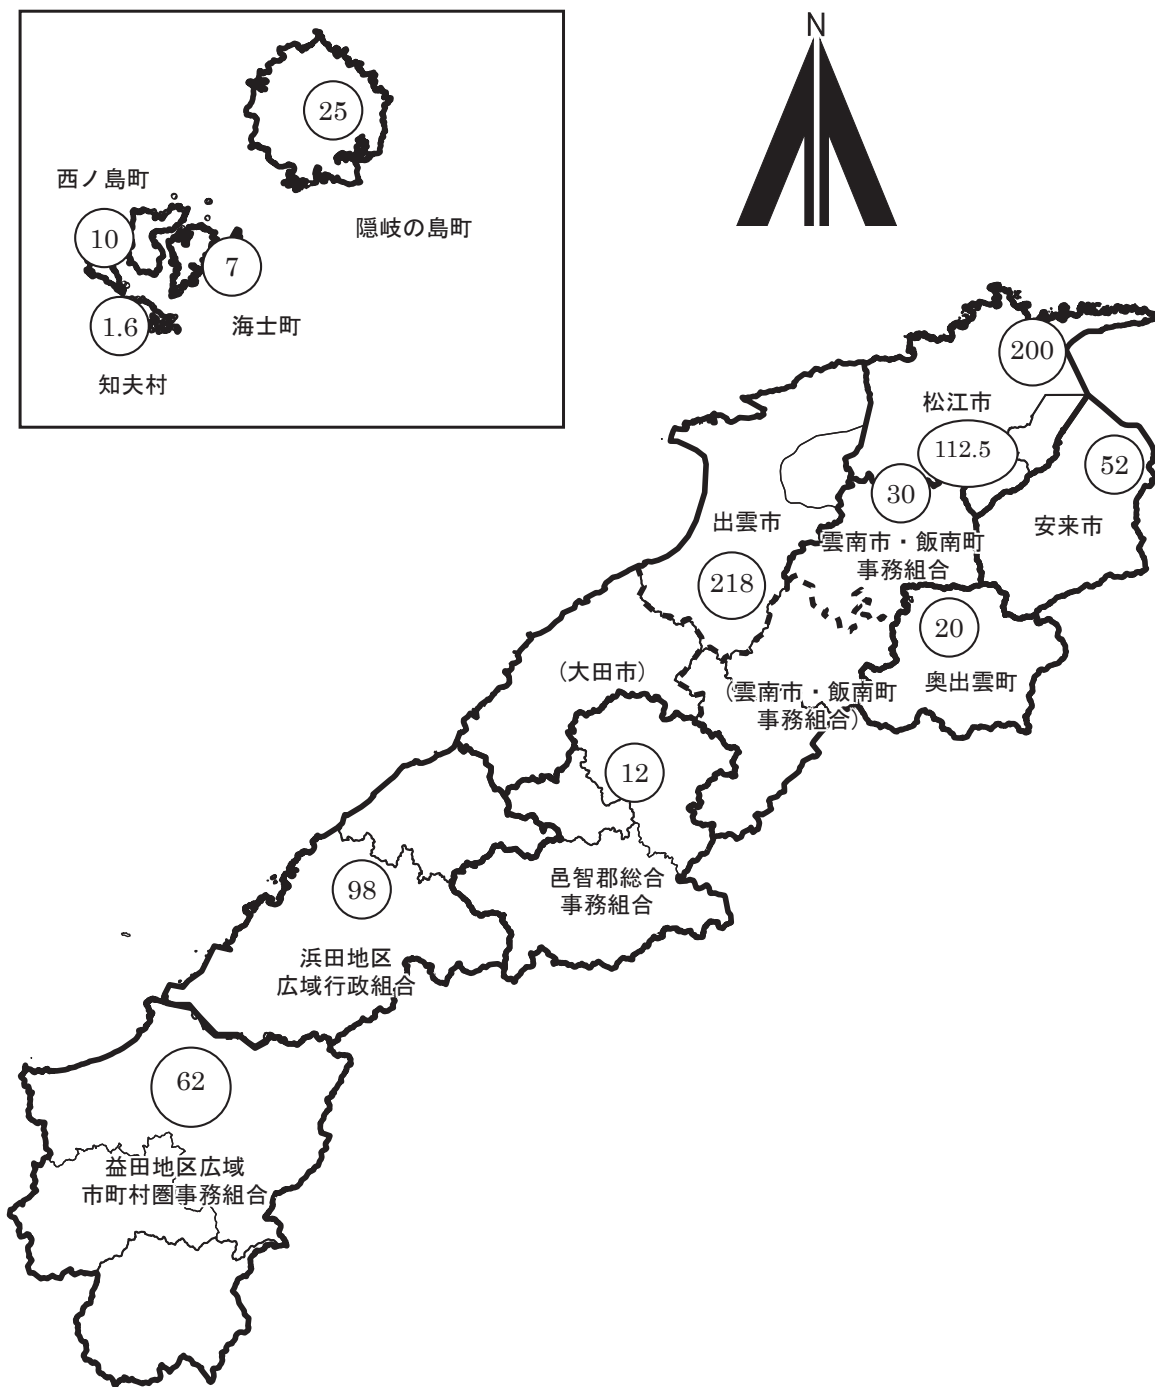 N
25
西ノ島町
隠岐の島町
10
7
1.6
海士町
知夫村
200
松江市
112.5
52
30
出雲市
安来市
雲南市・飯南町
事務組合
218
20
(大田市)
奥出雲町
(雲南市・飯南町
事務組合)
12
邑智郡総合
事務組合
98
浜田地区
広域行政組合
62
益田地区広域
市町村圏事務組合